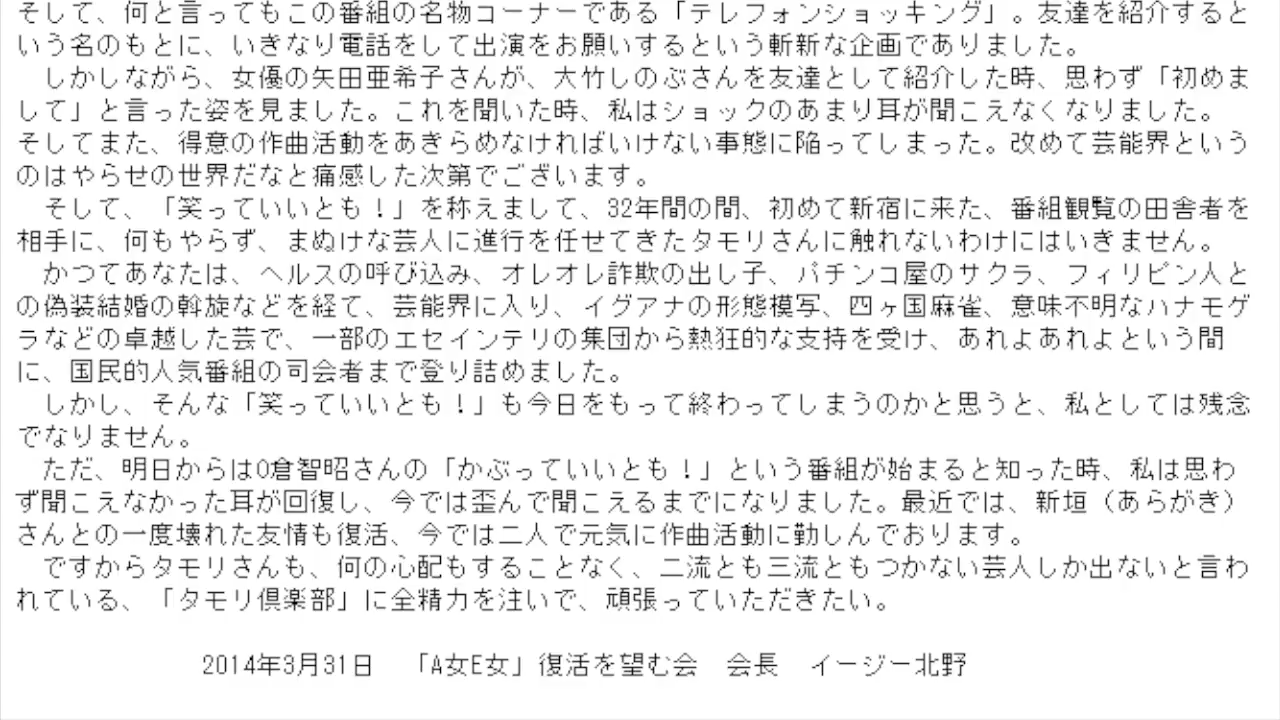 そして、何と言ってもこの番組の名物コーナーである「テレフォンショッキング」。友達を紹介すると
いう名のもとに、いきなり電話をして出演をお願いするという斬新な企画でありました。
　しかしながら、女優の矢田亜希子さんが、大竹しのぶさんを友達として紹介した時、思わず「初めま
して」と言った姿を見ました。これを聞いた時、私はショックのあまり耳が聞こえなくなりました。
そしてまた、得意の作曲活動をあきらめなければいけない事態に陥ってしまった。改めて芸能界という
のはやらせの世界だなと痛感した次第でございます。
　そして、「笑っていいとも！」を称えまして、32年間の間、初めて新宿に来た、番組観覧の田舎者を
相手に、何もやらず、まぬけな芸人に進行を任せてきたタモリさんに触れないわけにはいきません。
　かつてあなたは、ヘルスの呼び込み、オレオレ詐欺の出し子、パチンコ屋のサクラ、フィリピン人と
の偽装結婚の斡旋などを経て、芸能界に入り、イグアナの形態模写、四ヶ国麻雀、意味不明なハナモゲ
ラなどの卓越した芸で、一部のエセインテリの集団から熱狂的な支持を受け、あれよあれよという間
に、国民的人気番組の司会者まで登り詰めました。
　しかし、そんな「笑っていいとも！」も今日をもって終わってしまうのかと思うと、私としては残念
でなりません。
　ただ、明日からはO倉智昭さんの「かぶっていいとも！」という番組が始まると知った時、私は思わ
ず聞こえなかった耳が回復し、今では歪んで聞こえるまでになりました。最近では、新垣（あらがき）
さんとの一度壊れた友情も復活、今では二人で元気に作曲活動に勤しんでおります。
　ですからタモリさんも、何の心配もすることなく、二流とも三流ともつかない芸人しか出ないと言わ
れている、「タモリ倶楽部」に全精力を注いで、頑張っていただきたい。
2014年3月31日　「A女E女」復活を望む会　会長　イージー北野